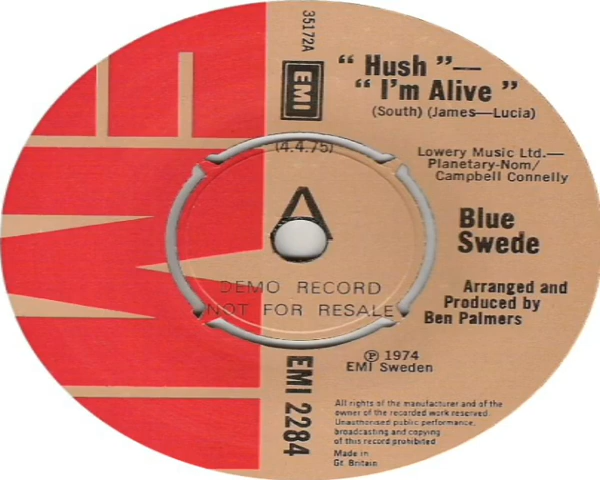 35172A
EMI
“ Hush ”—
“ I'm Alive ”
(South) (James—Lucia)
(4.4.75)
Lowery Music Ltd.—
Planetary-Nom/
Campbell Connelly
A
Blue
Swede
DEMO RECORD
NOT FOR RESALE
Arranged and
Produced by
Ben Palmers
℗ 1974
EMI Sweden
EMI 2284
All rights of the manufacturer and of the
owner of the recorded work reserved.
Unauthorised public performance,
broadcasting and copying
of this record prohibited
Made in
Gt. Britain